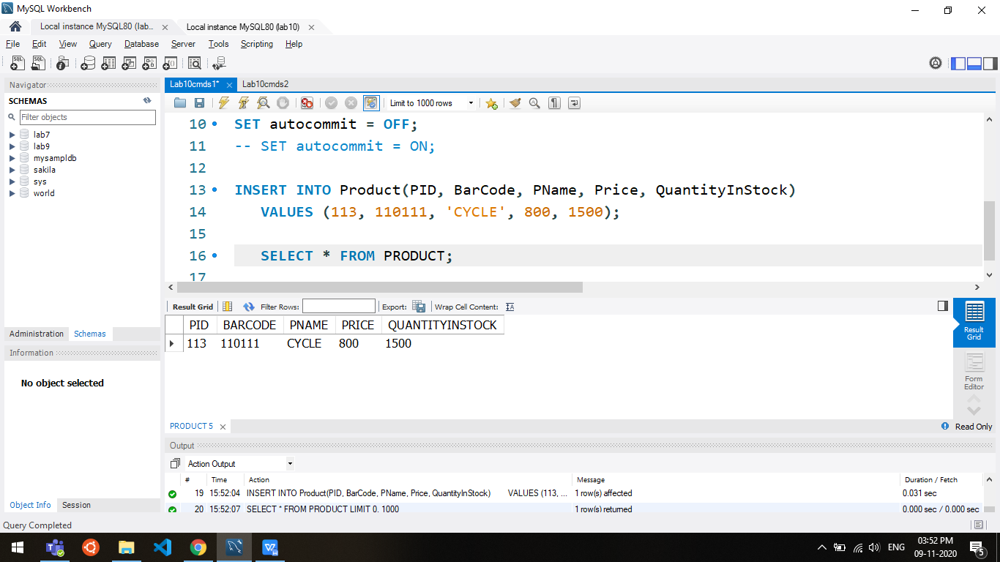 MySQL Workbench
Local instance MySQL80 (lab... Local instance MySQL80 (lab10)
File Edit View Query Database Server Tools Scripting Help
Navigator
SCHEMAS
Filter objects
lab7
lab9
mysampldb
sakila
sys
world
Administration Schemas
Information
No object selected
Object Info Session
Lab10cmds1* Lab10cmds2
Limit to 1000 rows
10 SET autocommit = OFF;
11 -- SET autocommit = ON;
12
13 INSERT INTO Product(PID, BarCode, PName, Price, QuantityInStock)
14 VALUES (113, 110111, 'CYCLE', 800, 1500);
15
16 SELECT * FROM PRODUCT;
17
Result Grid Filter Rows: Export: Wrap Cell Content:
PID BARCODE PNAME PRICE QUANTITYINSTOCK
113 110111 CYCLE 800 1500
Result
Grid
Form
Editor
PRODUCT 5 Read Only
Output
Action Output
# Time Action Message Duration / Fetch
19 15:52:04 INSERT INTO Product(PID, BarCode, PName, Price, QuantityInStock) VALUES (113, ... 1 row(s) affected 0.031 sec
20 15:52:07 SELECT * FROM PRODUCT LIMIT 0, 1000 1 row(s) returned 0.000 sec / 0.000 sec
Query Completed
ENG 03:52 PM
09-11-2020
5